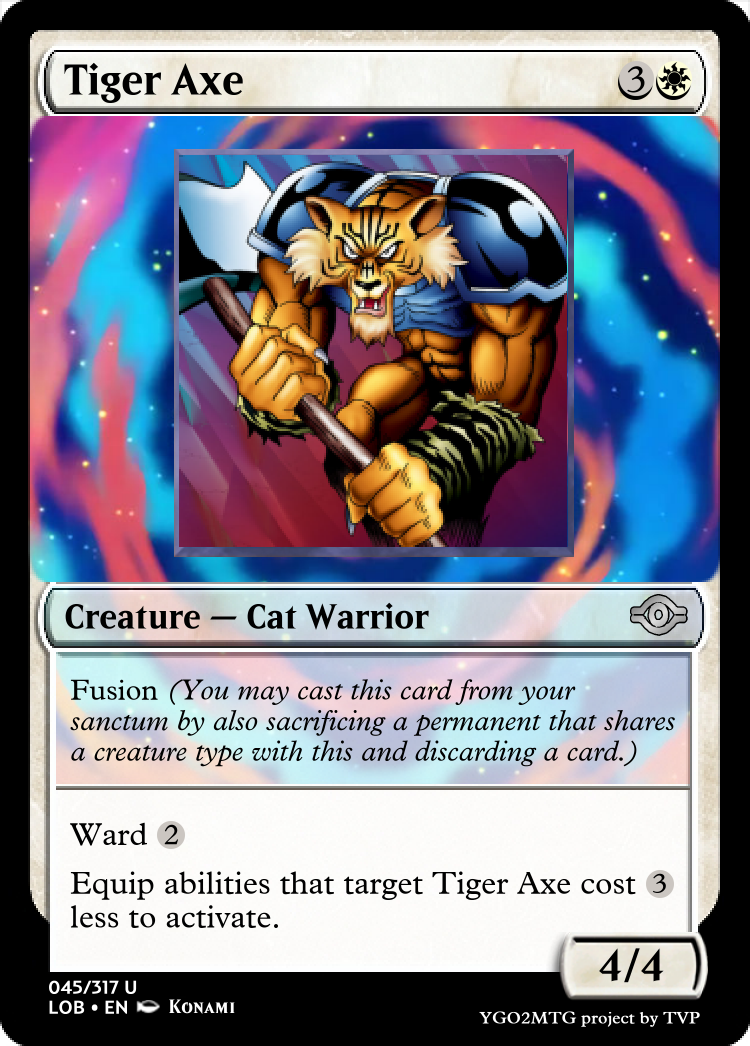 Tiger Axe
3
Creature — Cat Warrior
Fusion (You may cast this card from your
sanctum by also sacrificing a permanent that shares
a creature type with this and discarding a card.)
Ward 2
Equip abilities that target Tiger Axe cost 3
less to activate.
4/4
045/317 U
LOB • EN KONAMI
YGO2MTG project by TVP